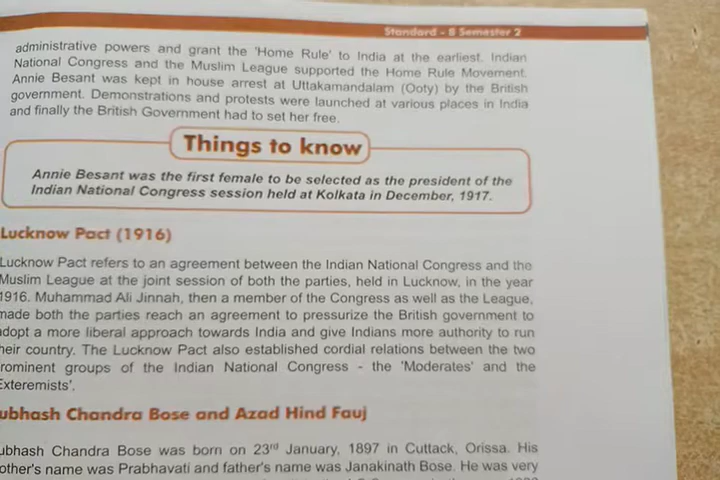 Standard - 8 Semester 2
administrative powers and grant the 'Home Rule' to India at the earliest. Indian
National Congress and the Muslim League supported the Home Rule Movement.
Annie Besant was kept in house arrest at Uttakamandalam (Ooty) by the British
government. Demonstrations and protests were launched at various places in India
and finally the British Government had to set her free.
Things to know
Annie Besant was the first female to be selected as the president of the
Indian National Congress session held at Kolkata in December, 1917.
Lucknow Pact (1916)
Lucknow Pact refers to an agreement between the Indian National Congress and the
Muslim League at the joint session of both the parties, held in Lucknow, in the year
1916. Muhammad Ali Jinnah, then a member of the Congress as well as the League,
made both the parties reach an agreement to pressurize the British government to
adopt a more liberal approach towards India and give Indians more authority to run
heir country. The Lucknow Pact also established cordial relations between the two
rominent groups of the Indian National Congress - the 'Moderates' and the
Exteremists'.
ubhash Chandra Bose and Azad Hind Fauj
ubhash Chandra Bose was born on 23rd January, 1897 in Cuttack, Orissa. His
other's name was Prabhavati and father's name was Janakinath Bose. He was very